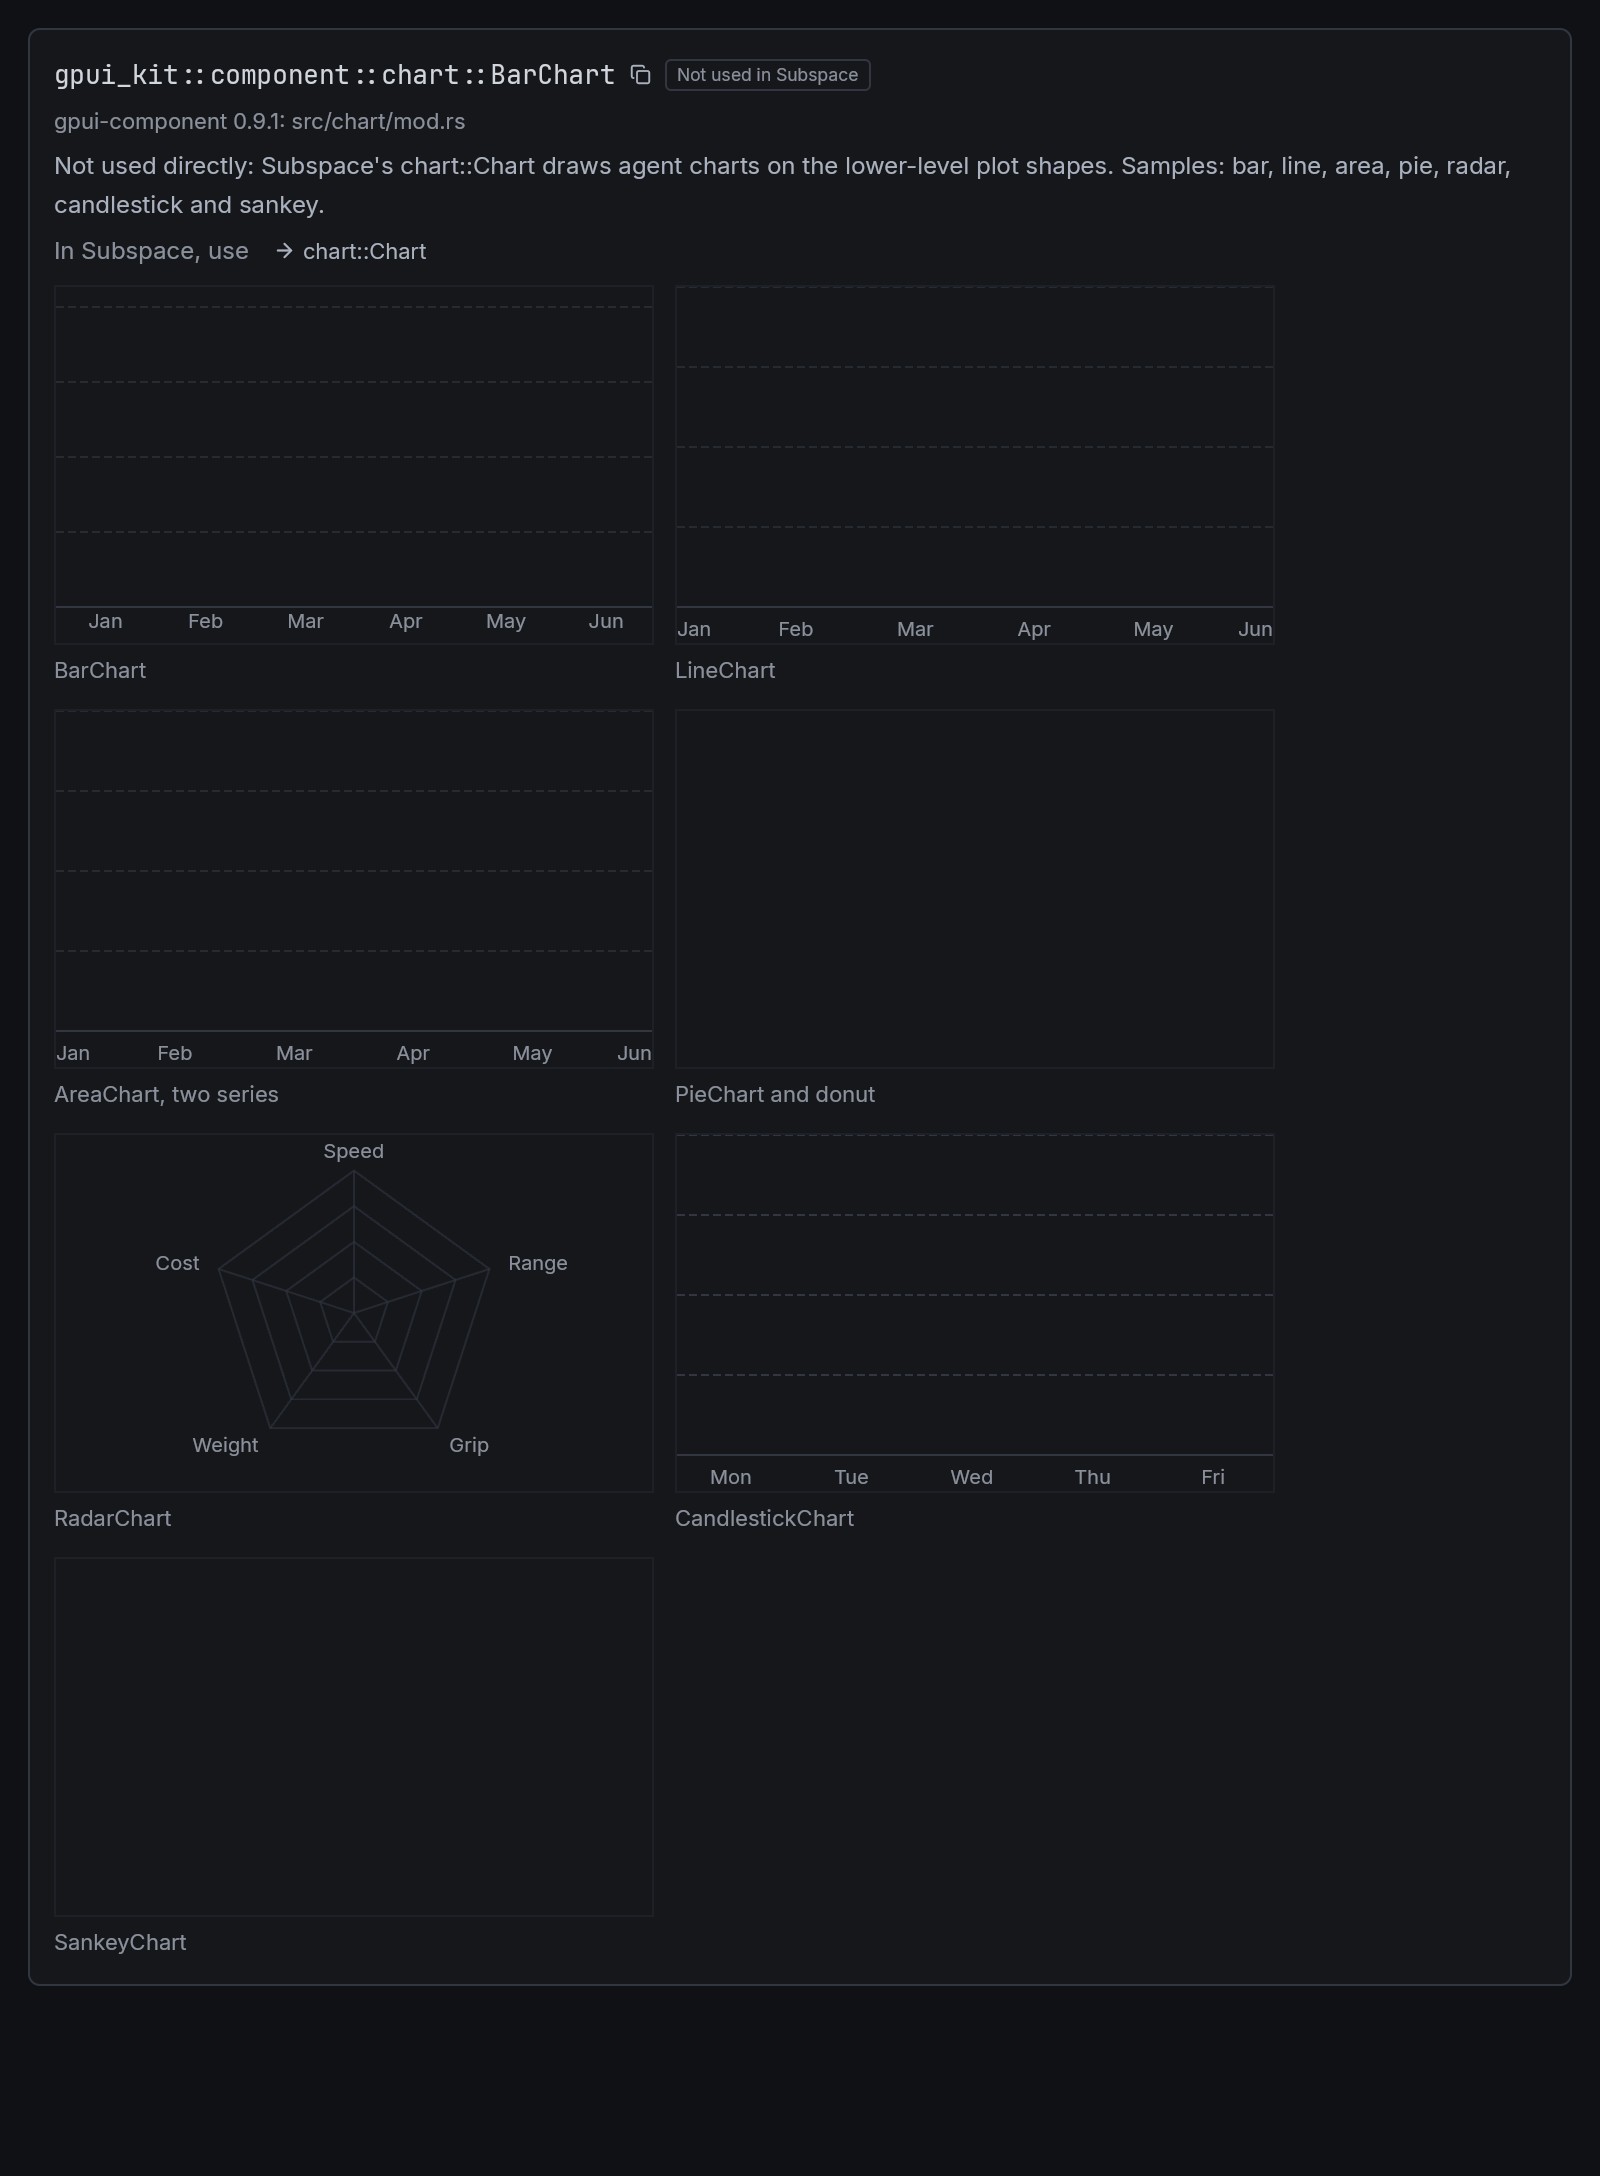 gpui_kit::component::chart::BarChart Not used in Subspace
gpui-component 0.9.1: src/chart/mod.rs
Not used directly: Subspace's chart::Chart draws agent charts on the lower-level plot shapes. Samples: bar, line, area, pie, radar,
candlestick and sankey.
In Subspace, use → chart::Chart
Jan Feb Mar Apr May Jun
BarChart
Jan Feb Mar Apr May Jun
LineChart
Jan Feb Mar Apr May Jun
AreaChart, two series
PieChart and donut
Speed
Cost Range
Weight Grip
RadarChart
Mon Tue Wed Thu Fri
CandlestickChart
SankeyChart